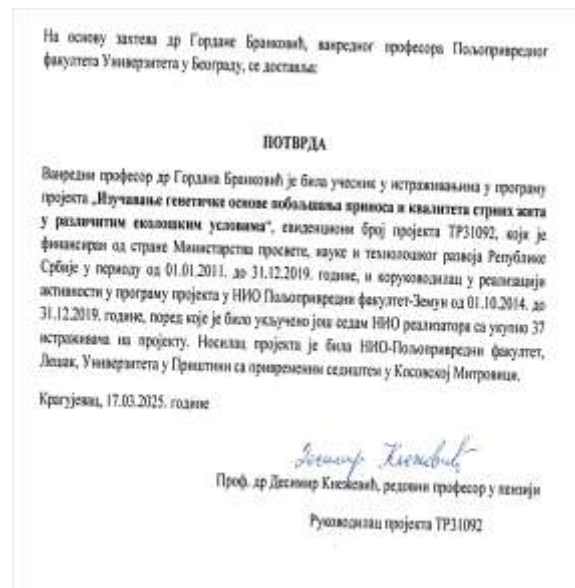 На основу захтева др Гордане Бранковић, ванредног професора Пољопривредног
факултета Универзитета у Београду, се доставља:
ПОТВРДА
Ванредни професор др Гордана Бранковић је била учесник у истраживањима у програму
пројекта „Изучавање генетичке основе побољшања приноса и квалитета стрних жита
у различитим еколошким условима“, евиденциони број пројекта ТР31092, који је
финансиран од стране Министарства просвете, науке и технолошког развоја Републике
Србије у периоду од 01.01.2011. до 31.12.2019. године, и коруководилац у реализацији
активности у програму пројекта у НИО Пољопривредни факултет-Земун од 01.10.2014. до
31.12.2019. године, поред које је било укључено још седам НИО реализатора са укупно 37
истраживача на пројекту. Носилац пројекта је била НИО-Пољопривредни факултет,
Лешак, Универзитета у Приштини са привременим седиштем у Косовској Митровици.
Крагујевац, 17.03.2025. године
Десимир Кнежевић
Проф. др Десимир Кнежевић, редовни професор у пензији
Руководилац пројекта ТР31092